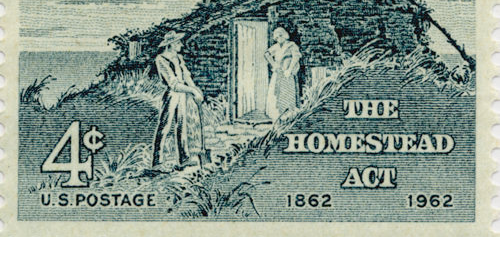 THE
HOMESTEAD
ACT
4¢
U.S.POSTAGE
1862 1962